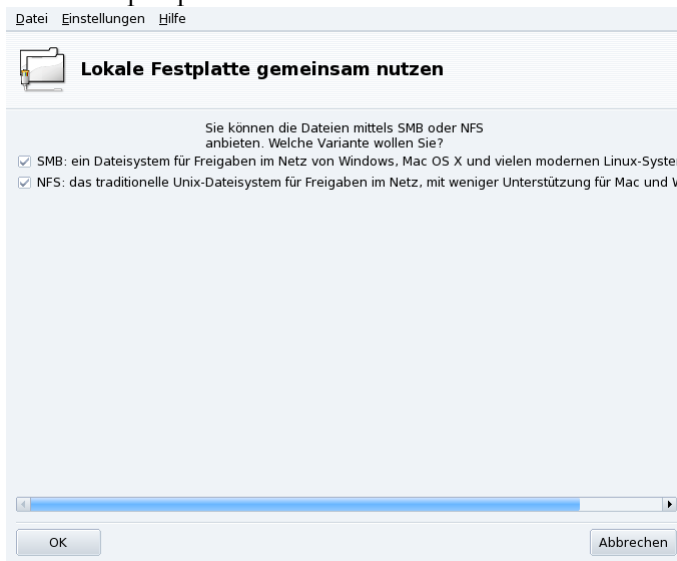 Datei Einstellungen Hilfe
Lokale Festplatte gemeinsam nutzen
Sie können die Dateien mittels SMB oder NFS
anbieten. Welche Variante wollen Sie?
SMB: ein Dateisystem für Freigaben im Netz von Windows, Mac OS X und vielen modernen Linux-Syste
NFS: das traditionelle Unix-Dateisystem für Freigaben im Netz, mit weniger Unterstützung für Mac und
OK Abbrechen